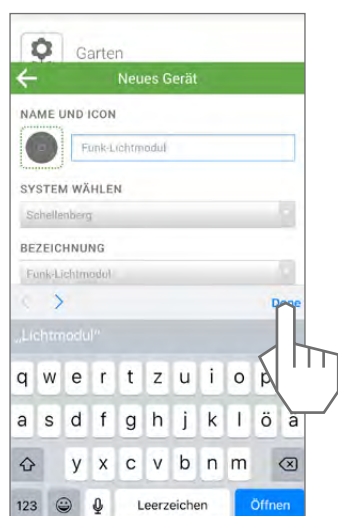 Garten
Neues Gerät
NAME UND ICON
Funk-Lichtmodul
SYSTEM WÄHLEN
Schellenberg
BEZEICHNUNG
Funk-Lichtmodul
Done
„Lichtmodul“
q w e r t z u i o p
a s d f g h j k l ö ä
y x c v b n m
123 Leerzeichen Öffnen